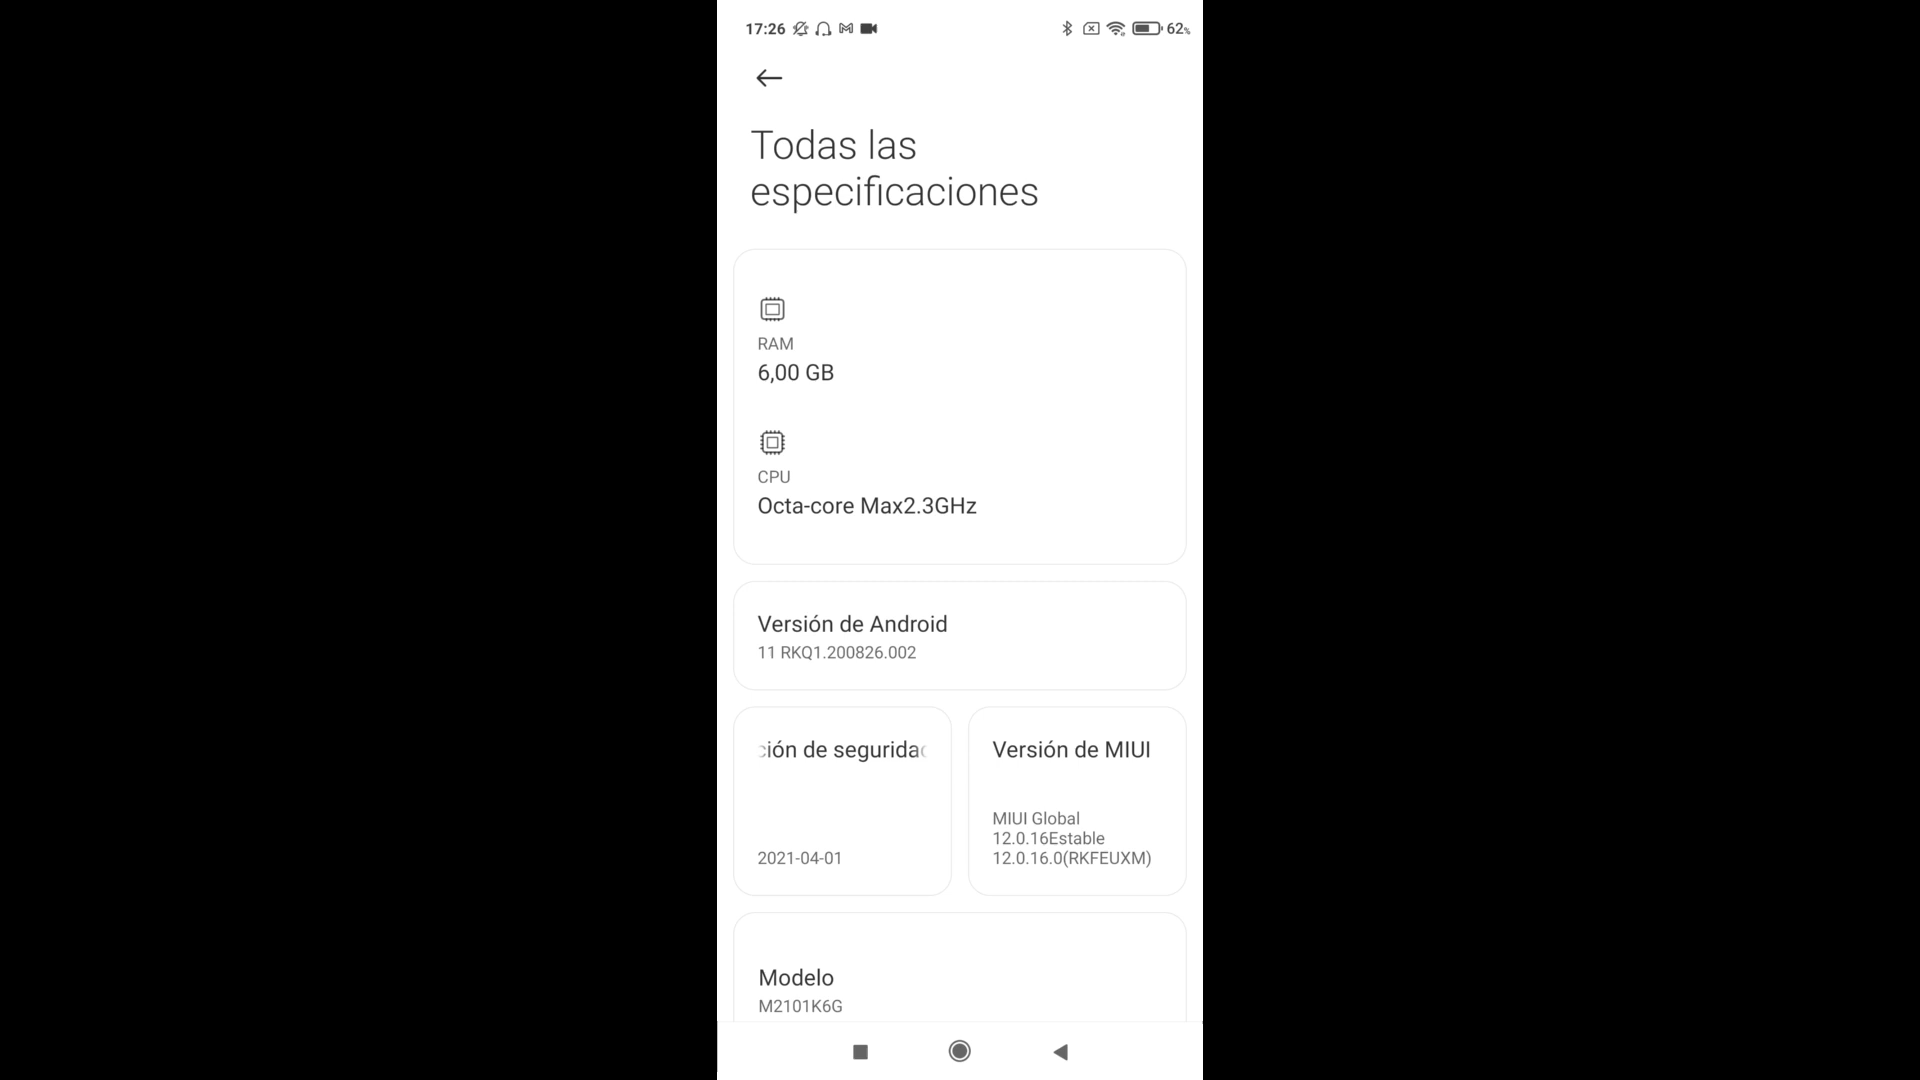 17:26
62%
Todas las
especificaciones
RAM
6,00 GB
CPU
Octa-core Max2.3GHz
Versión de Android
11 RKQ1.200826.002
ción de seguridad
2021-04-01
Versión de MIUI
MIUI Global
12.0.16Estable
12.0.16.0(RKFEUXM)
Modelo
M2101K6G